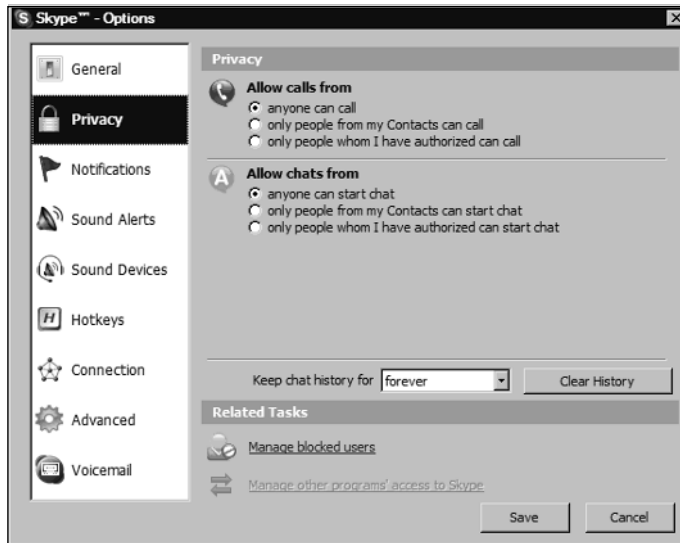 S Skype™ - Options
General
Privacy
Notifications
Sound Alerts
Sound Devices
H Hotkeys
Connection
Advanced
Voicemail
Privacy
Allow calls from
anyone can call
only people from my Contacts can call
only people whom I have authorized can call
A Allow chats from
anyone can start chat
only people from my Contacts can start chat
only people whom I have authorized can start chat
Keep chat history for forever Clear History
Related Tasks
Manage blocked users
Manage other programs' access to Skype
Save Cancel